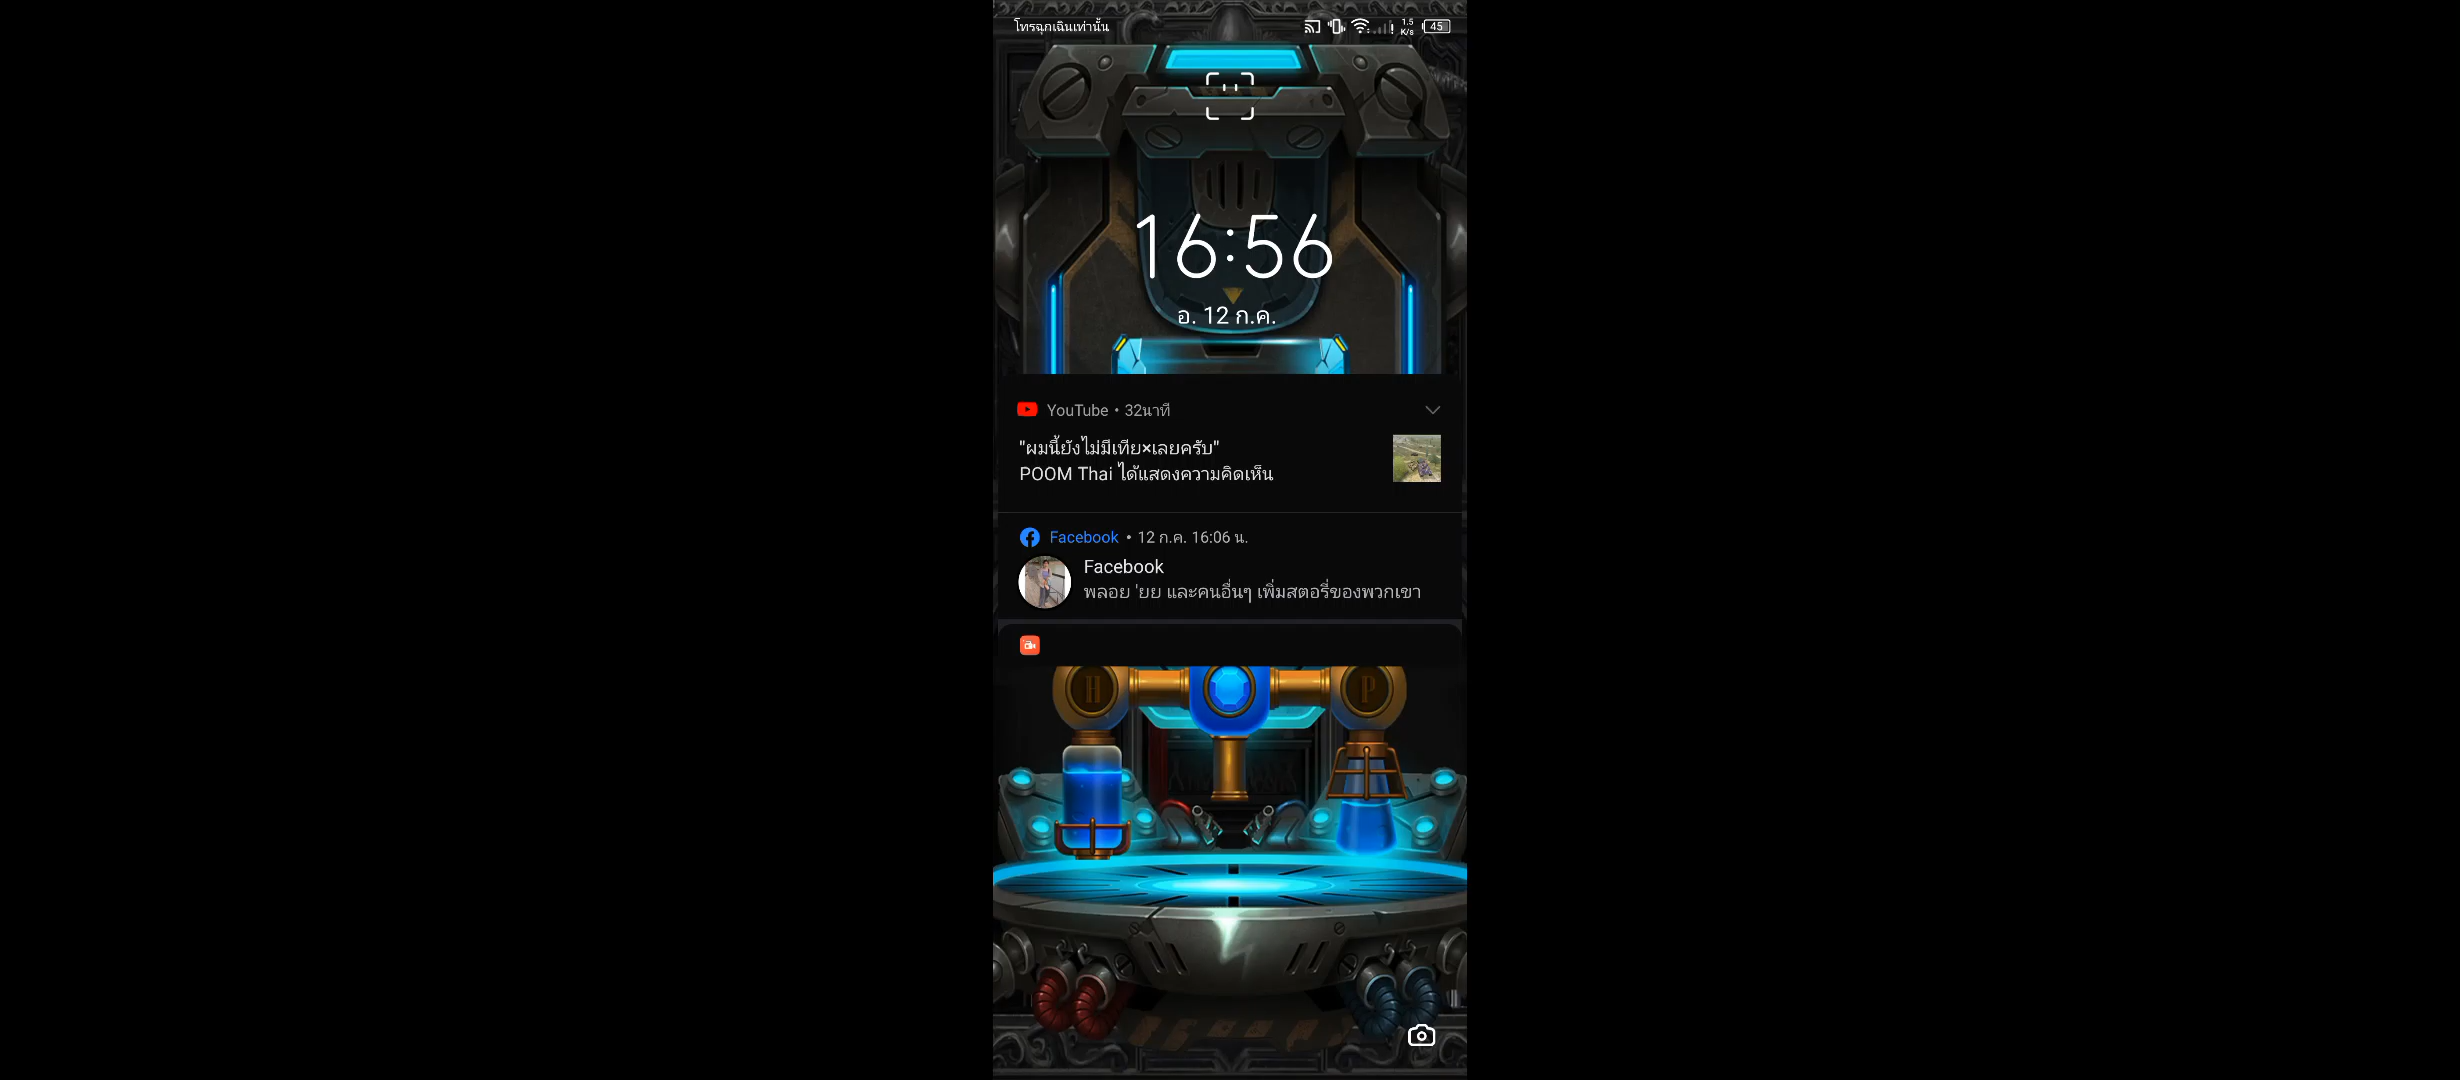 โทรฉุกเฉินเท่านั้น
1.5
K/s
45
16:56
อ. 12 ก.ค.
YouTube • 32นาที
"ผมนี้ยังไม่มีเทีย×เลยครับ"
POOM Thai ได้แสดงความคิดเห็น
Facebook • 12 ก.ค. 16:06 น.
Facebook
พลอย 'ยย และคนอื่นๆ เพิ่มสตอรี่ของพวกเขา
H P